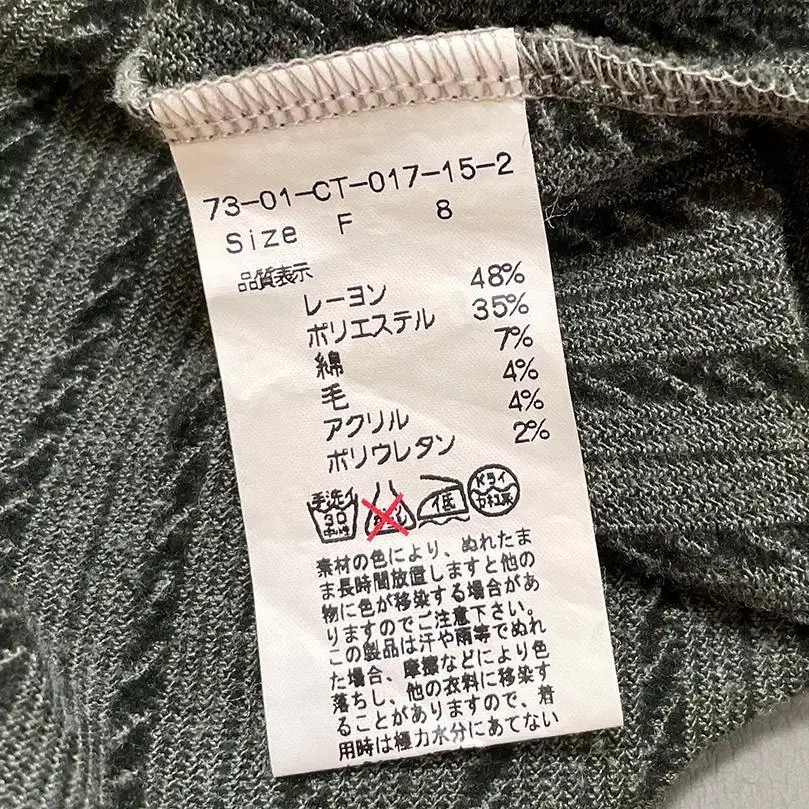 73-01-CT-017-15-2
Size F 8
品質表示
レーヨン 48%
ポリエステル 35%
綿 7%
毛 4%
アクリル 4%
ポリウレタン 2%
手洗イ 30 低 ドライ
素材の色により、ぬれたま
ま長時間放置しますと他の
物に色が移染する場合があ
りますのでご注意下さい。
この製品は汗や雨等でぬれ
た場合、摩擦などにより色
落ちし、他の衣料に移染す
ることがありますので、着
用時は極力水分にあてない